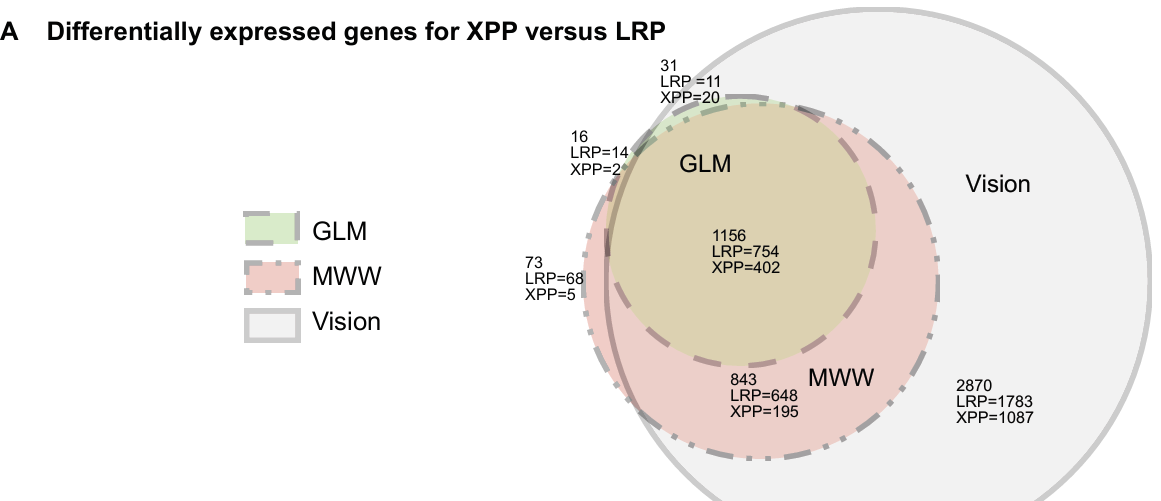 A Differentially expressed genes for XPP versus LRP
31
LRP =11
XPP=20
16
LRP=14
XPP=2
GLM
Vision
1156
LRP=754
XPP=402
GLM
MWW
Vision
73
LRP=68
XPP=5
843
LRP=648
XPP=195
MWW
2870
LRP=1783
XPP=1087